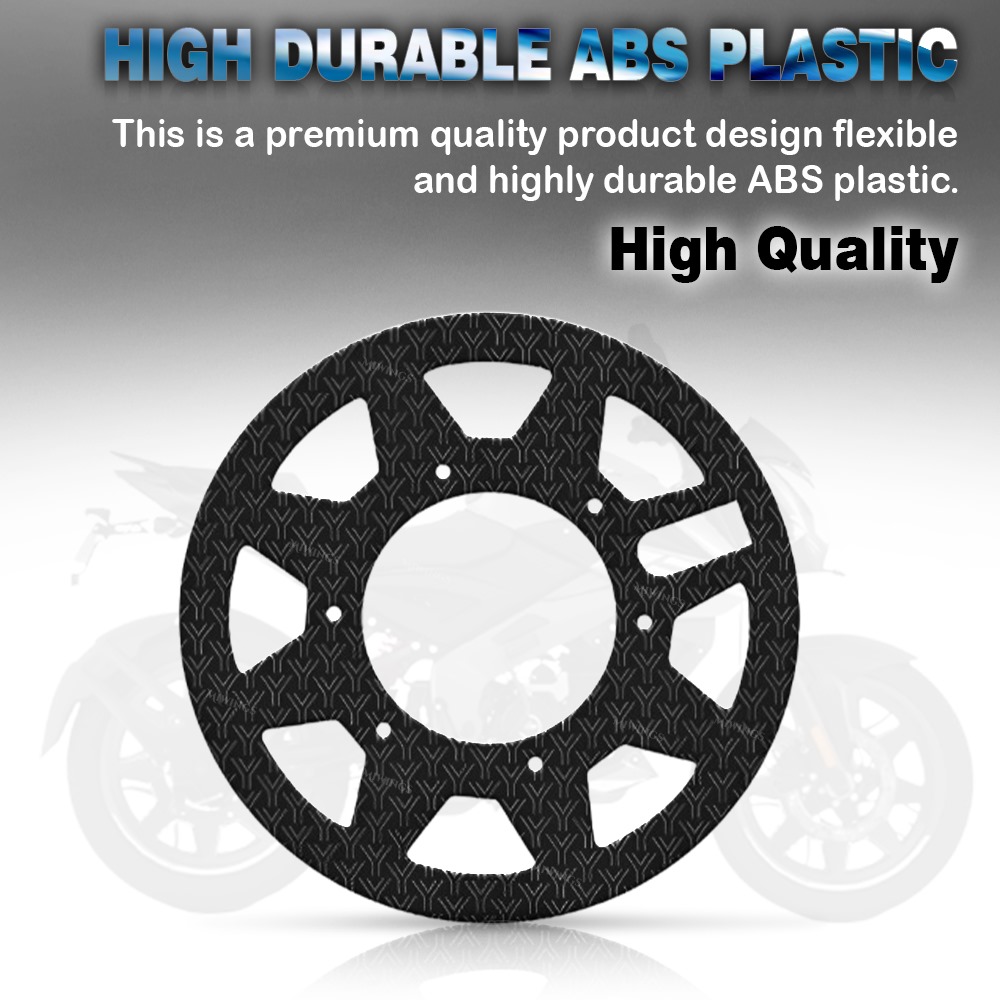 HIGH DURABLE ABS PLASTIC
This is a premium quality product design flexible
and highly durable ABS plastic.
High Quality